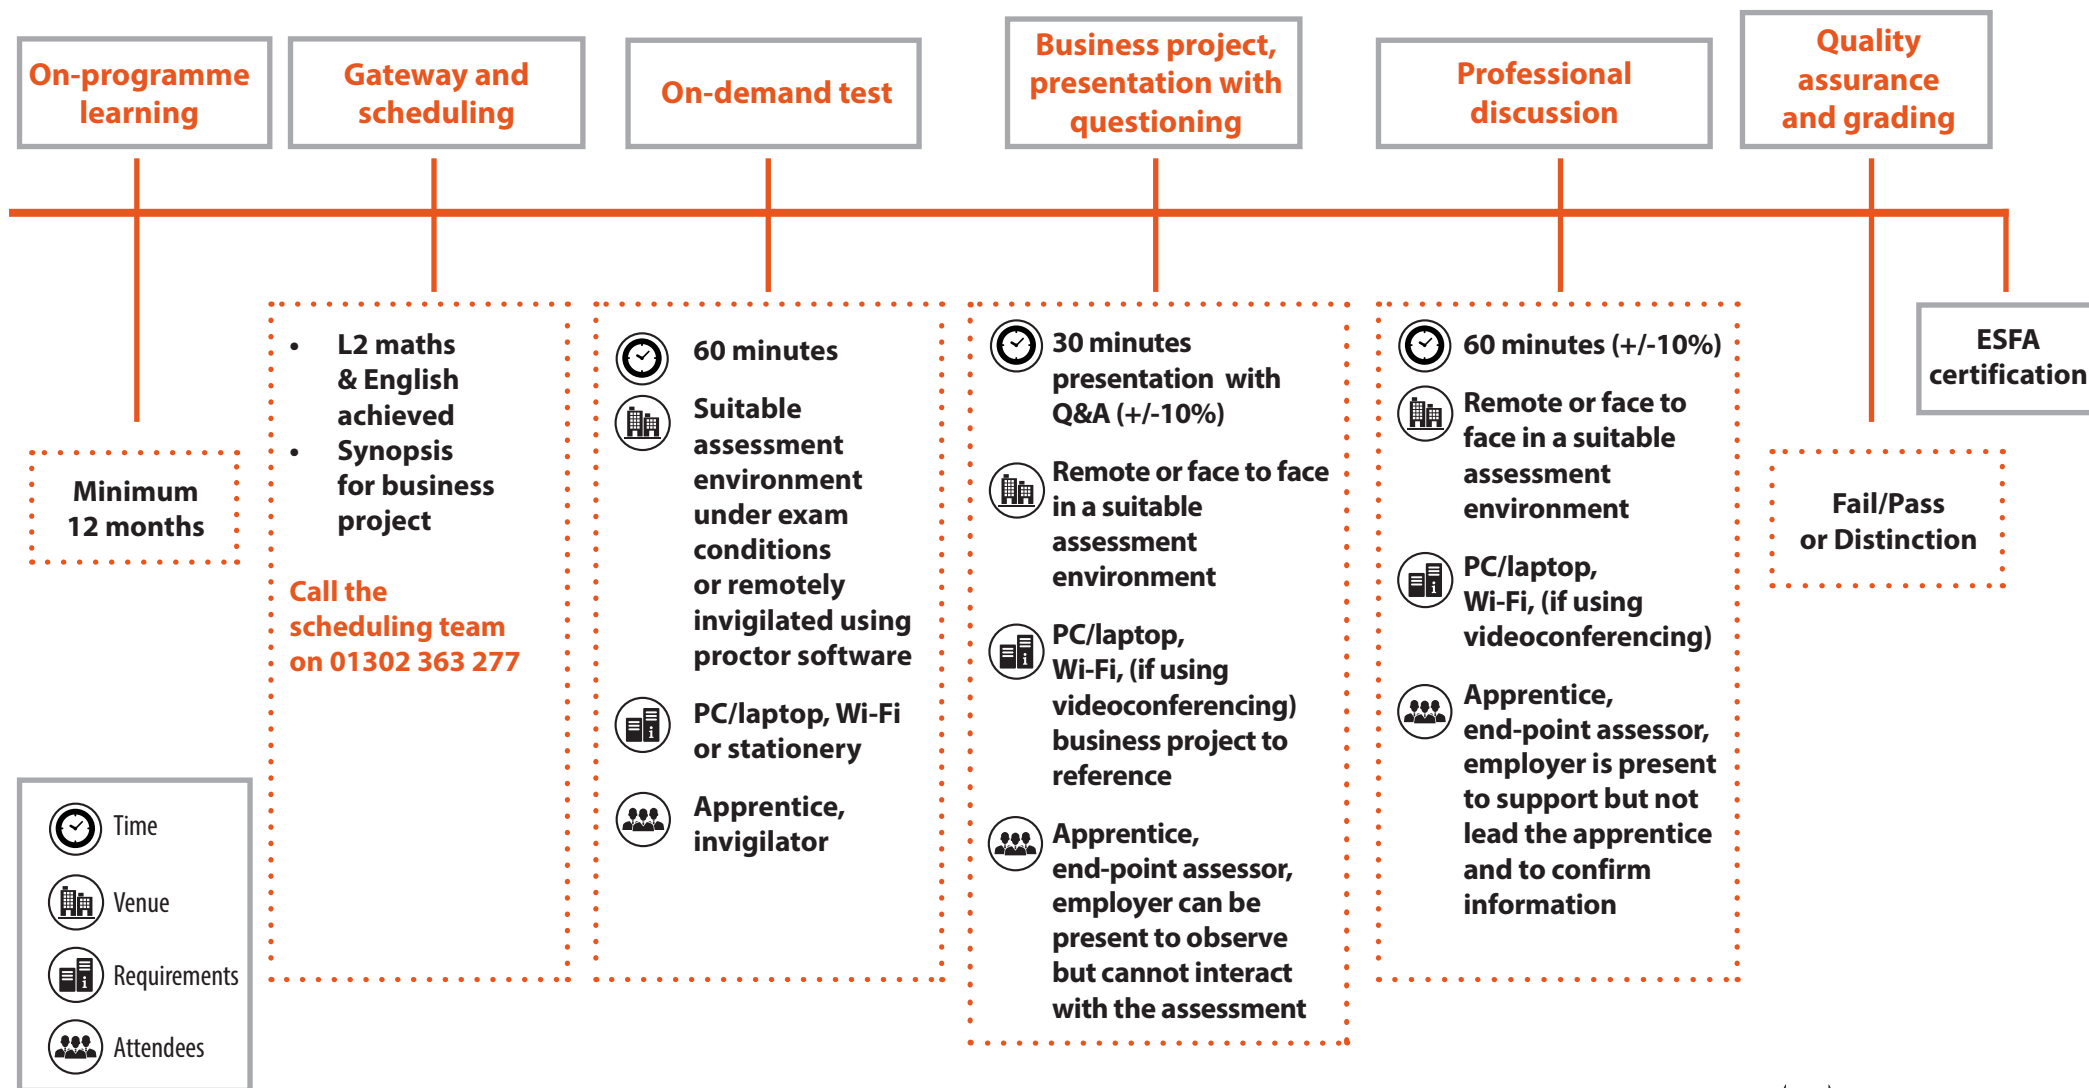 On-programme
learning
Gateway and
scheduling
On-demand test
Business project,
presentation with
questioning
Professional
discussion
Quality
assurance
and grading
Minimum
12 months
• L2 maths
& English
achieved
• Synopsis
for business
project
Call the
scheduling team
on 01302 363 277
60 minutes
Suitable
assessment
environment
under exam
conditions
or remotely
invigilated using
proctor software
PC/laptop, Wi-Fi
or stationery
Apprentice,
invigilator
30 minutes
presentation with
Q&A (+/-10%)
Remote or face to face
in a suitable
assessment
environment
PC/laptop,
Wi-Fi, (if using
videoconferencing)
business project to
reference
Apprentice,
end-point assessor,
employer can be
present to observe
but cannot interact
with the assessment
60 minutes (+/-10%)
Remote or face to
face in a suitable
assessment
environment
PC/laptop,
Wi-Fi, (if using
videoconferencing)
Apprentice,
end-point assessor,
employer is present
to support but not
lead the apprentice
and to confirm
information
Fail/Pass
or Distinction
ESFA
certification
Time
Venue
Requirements
Attendees